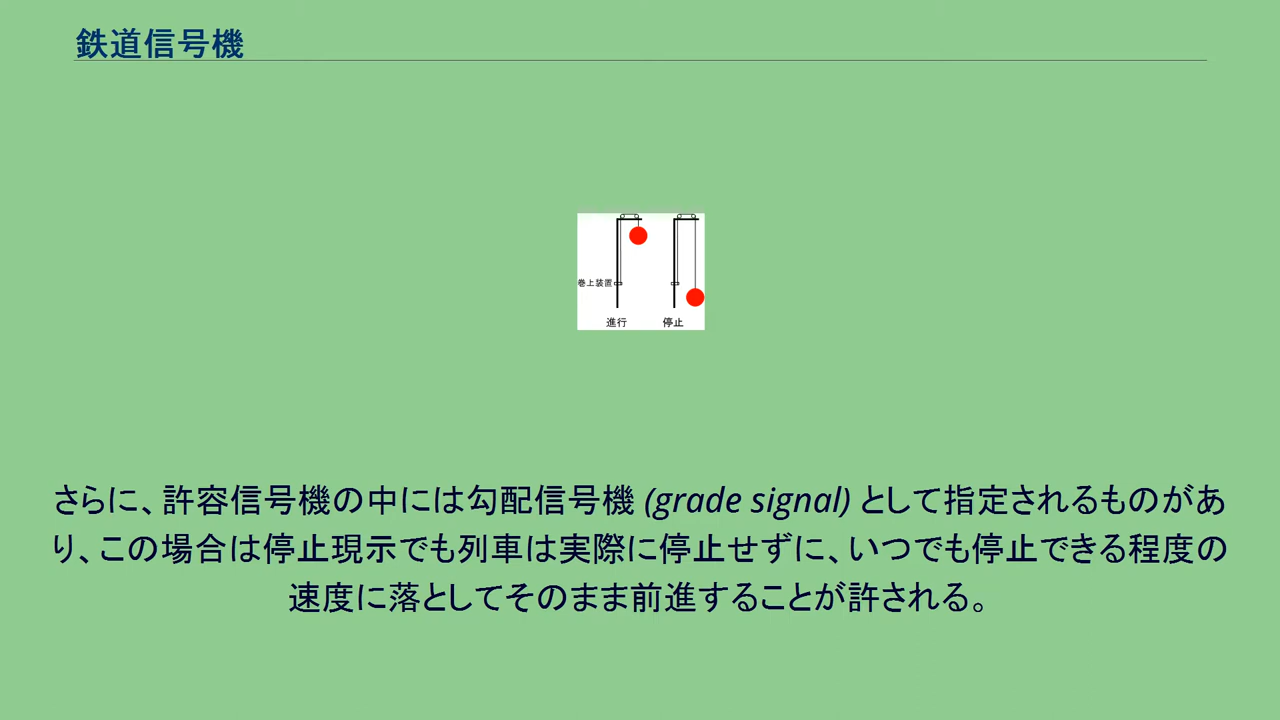 鉄道信号機
巻上装置
進行 停止
さらに、許容信号機の中には勾配信号機 (grade signal) として指定されるものがあ
り、この場合は停止現示でも列車は実際に停止せずに、いつでも停止できる程度の
速度に落としてそのまま前進することが許される。